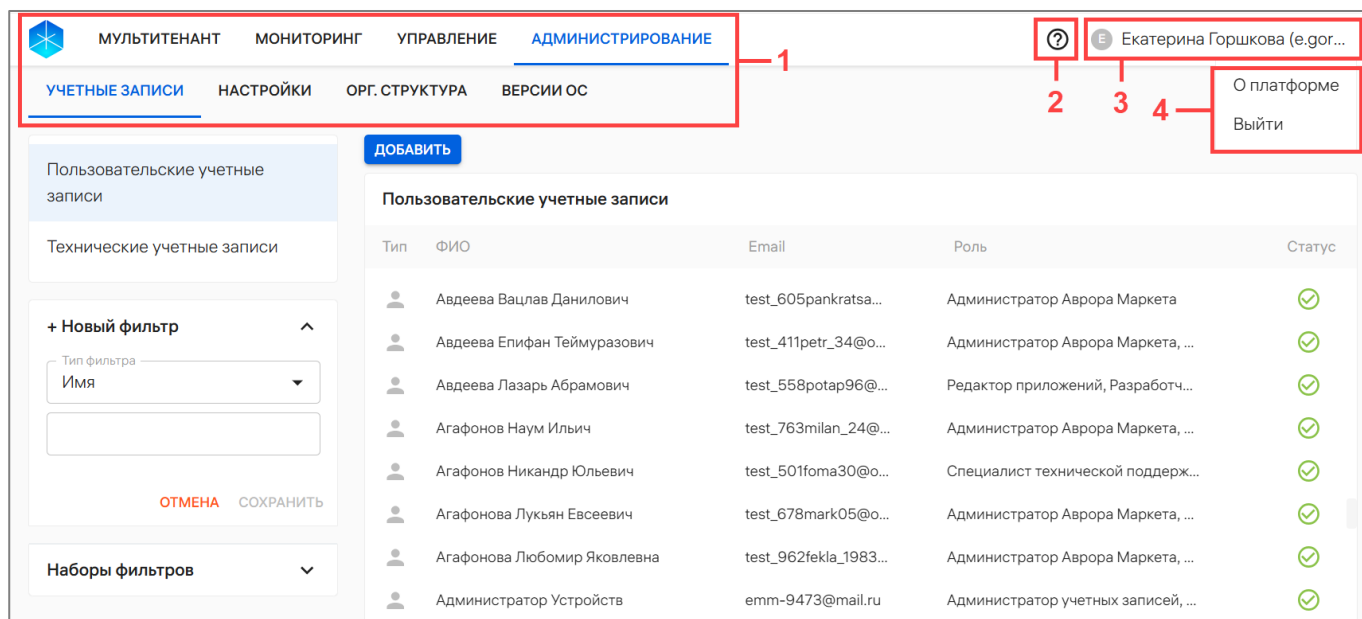 МУЛЬТИТЕНАНТ МОНИТОРИНГ УПРАВЛЕНИЕ АДМИНИСТРИРОВАНИЕ
E Екатерина Горшкова (e.gor...
1
УЧЕТНЫЕ ЗАПИСИ НАСТРОЙКИ ОРГ. СТРУКТУРА ВЕРСИИ ОС
2 3 4
О платформе
Выйти
Пользовательские учетные
записи
Технические учетные записи
+ Новый фильтр
Тип фильтра
Имя
ОТМЕНА СОХРАНИТЬ
Наборы фильтров
ДОБАВИТЬ
Пользовательские учетные записи
Тип ФИО Email Роль Статус
Авдеева Вацлав Данилович test_605pankratsa... Администратор Аврора Маркета
Авдеева Епифан Теймуразович test_411petr_34@o... Администратор Аврора Маркета, ...
Авдеева Лазарь Абрамович test_558potap96@... Редактор приложений, Разработч...
Агафонов Наум Ильич test_763milan_24@... Администратор Аврора Маркета, ...
Агафонов Никандр Юльевич test_501foma30@o... Специалист технической поддерж...
Агафонова Лукьян Евсеевич test_678mark05@o... Администратор Аврора Маркета, ...
Агафонова Любомир Яковлевна test_962fekla_1983... Администратор Аврора Маркета, ...
Администратор Устройств emm-9473@mail.ru Администратор учетных записей, ...